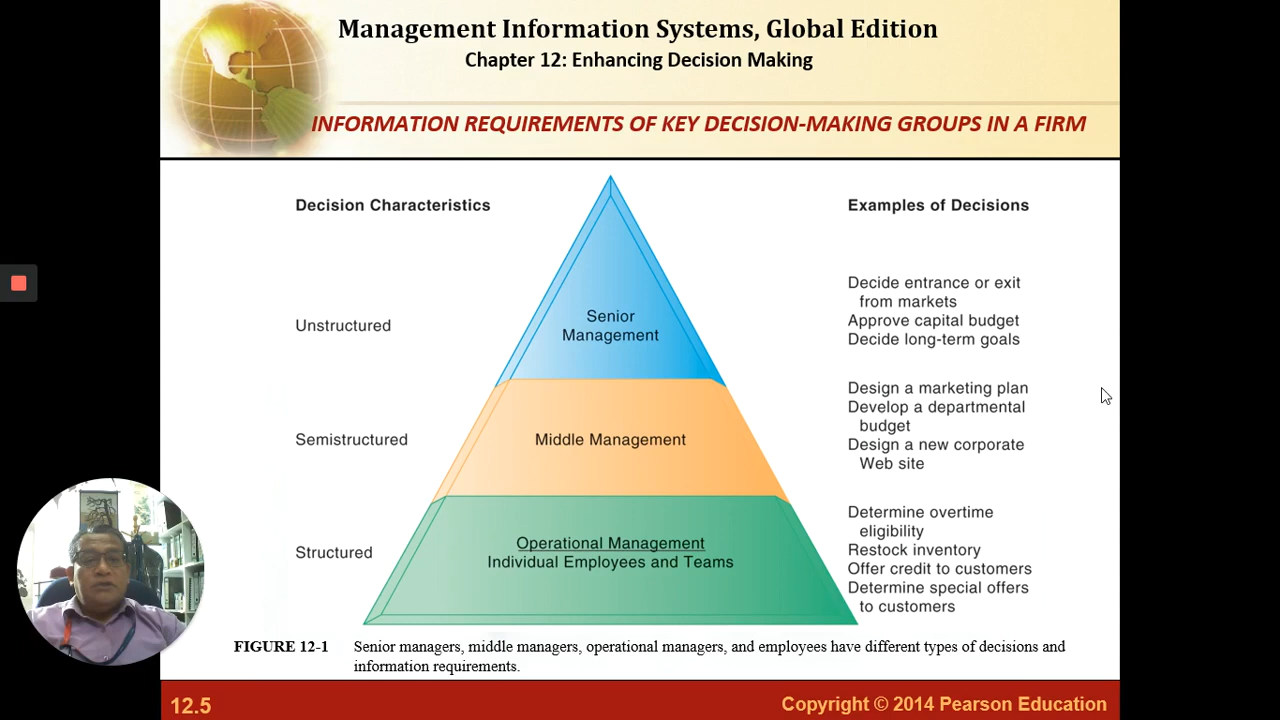 Management Information Systems, Global Edition
Chapter 12: Enhancing Decision Making
INFORMATION REQUIREMENTS OF KEY DECISION-MAKING GROUPS IN A FIRM
Decision Characteristics
Examples of Decisions
Unstructured
Senior
Management
Decide entrance or exit
from markets
Approve capital budget
Decide long-term goals
Semistructured
Middle Management
Design a marketing plan
Develop a departmental
budget
Design a new corporate
Web site
Structured
Operational Management
Individual Employees and Teams
Determine overtime
eligibility
Restock inventory
Offer credit to customers
Determine special offers
to customers
FIGURE 12-1 Senior managers, middle managers, operational managers, and employees have different types of decisions and
information requirements.
12.5
Copyright © 2014 Pearson Education